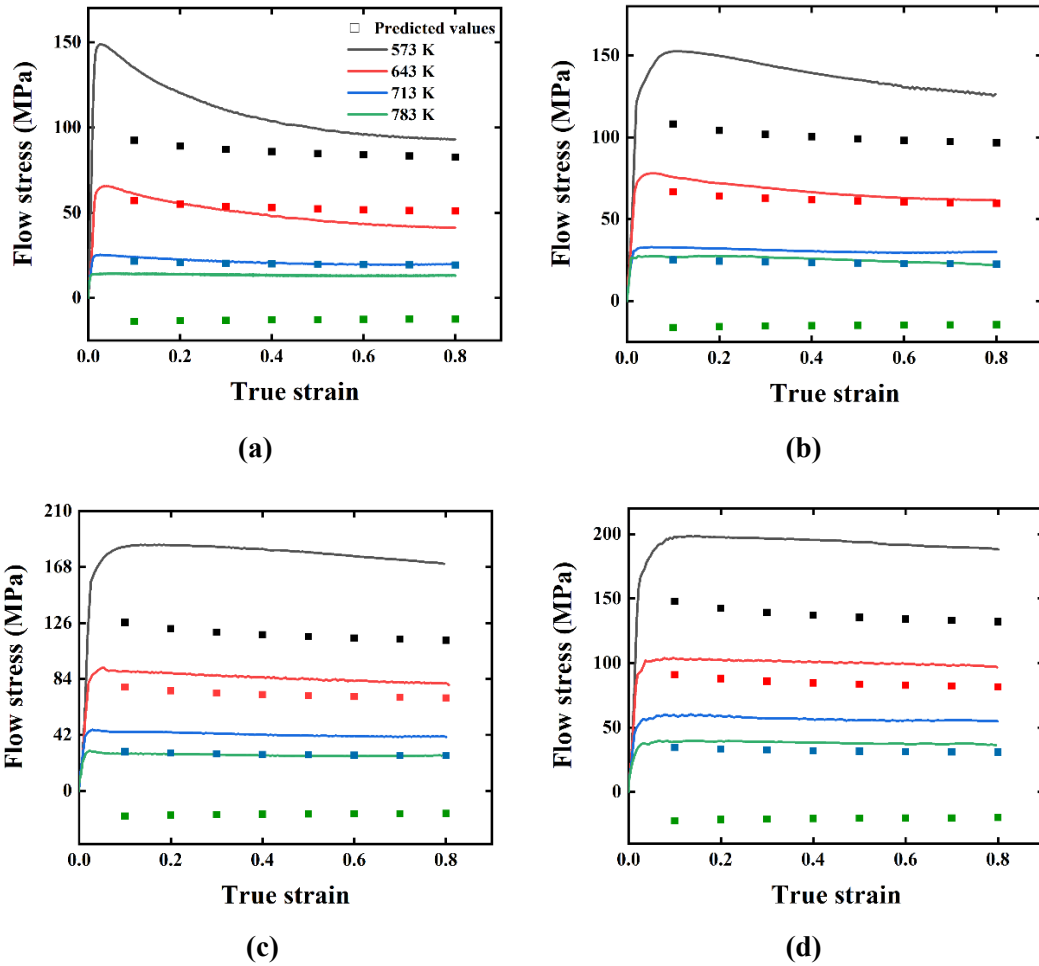 Predicted values
573 K
643 K
713 K
783 K
150
100
50
0
Flow stress (MPa)
0.0 0.2 0.4 0.6 0.8
True strain
(a)
150
100
50
0
Flow stress (MPa)
0.0 0.2 0.4 0.6 0.8
True strain
(b)
210
168
126
84
42
0
Flow stress (MPa)
0.0 0.2 0.4 0.6 0.8
True strain
(c)
200
150
100
50
0
Flow stress (MPa)
0.0 0.2 0.4 0.6 0.8
True strain
(d)